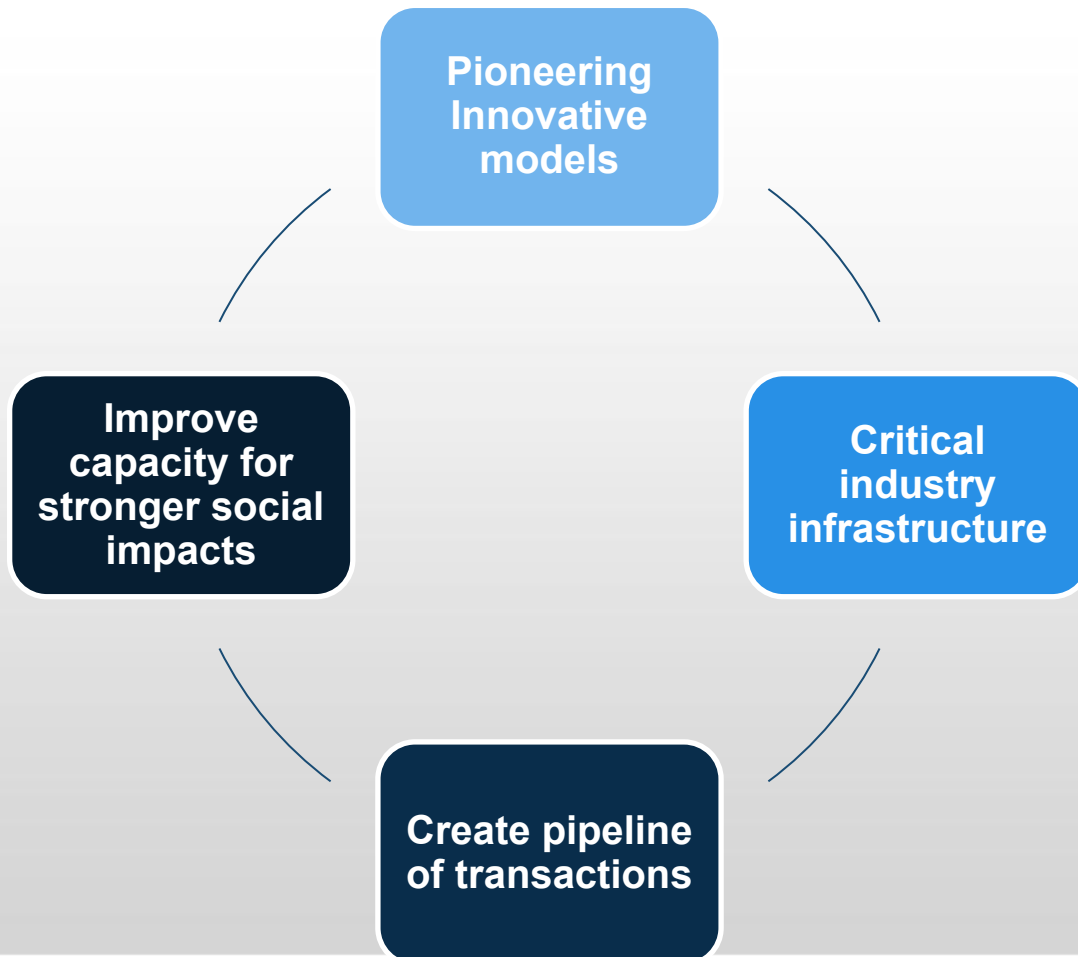 Pioneering
Innovative
models
Improve
capacity for
stronger social
impacts
Critical
industry
infrastructure
Create pipeline
of transactions